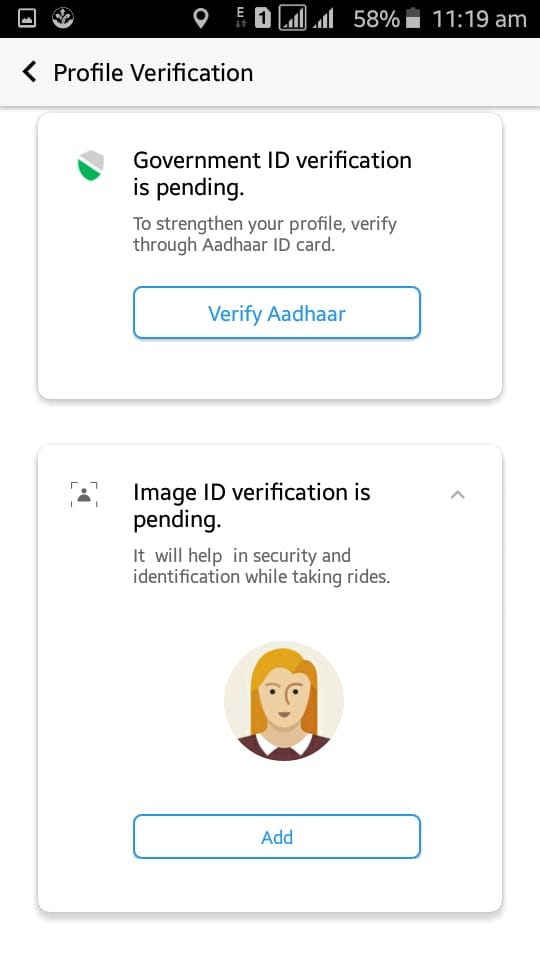 E 1 58% 11:19 am
Profile Verification
Government ID verification
is pending.
To strengthen your profile, verify
through Aadhaar ID card.
Verify Aadhaar
Image ID verification is
pending.
It will help in security and
identification while taking rides.
Add